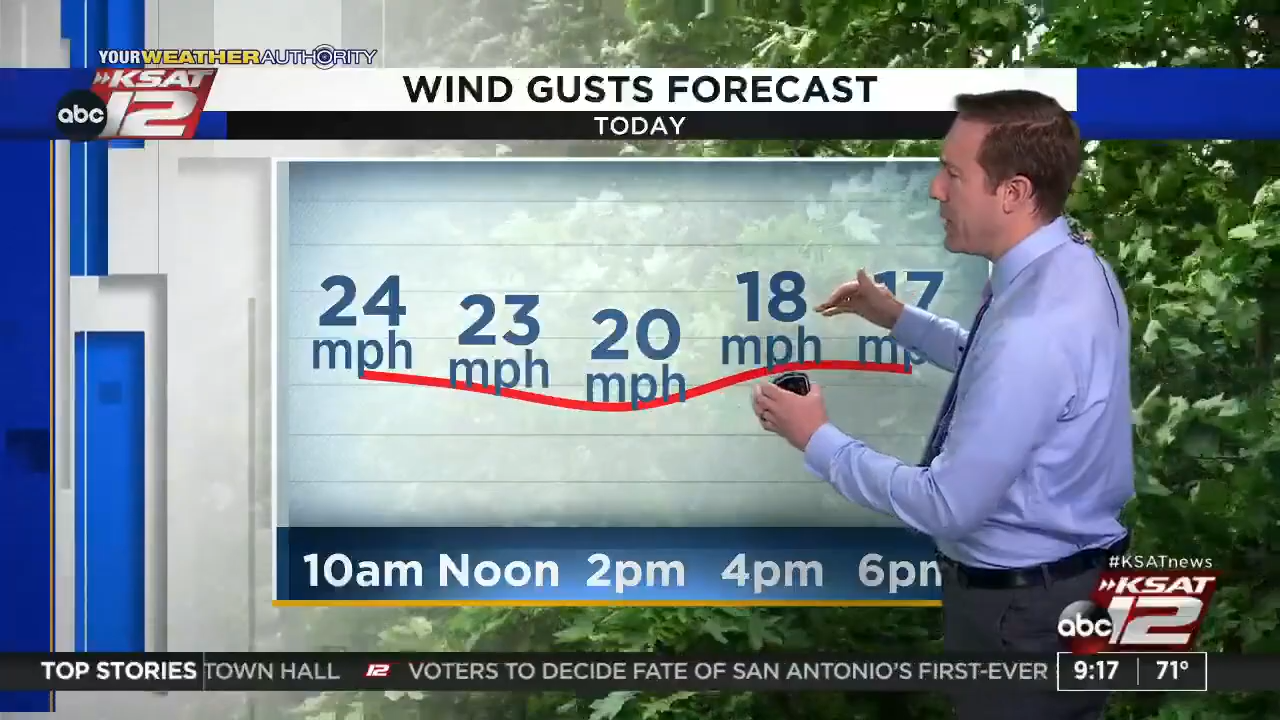 YOUR WEATHER AUTHORITY
KSAT
abc 12
WIND GUSTS FORECAST
TODAY
24 mph
23 mph
20 mph
18 mph
17
10am Noon 2pm 4pm
#KSATnews
KSAT
abc 12
TOP STORIES TOWN HALL 12 VOTERS TO DECIDE FATE OF SAN ANTONIO'S FIRST-EVER
9:17 71°